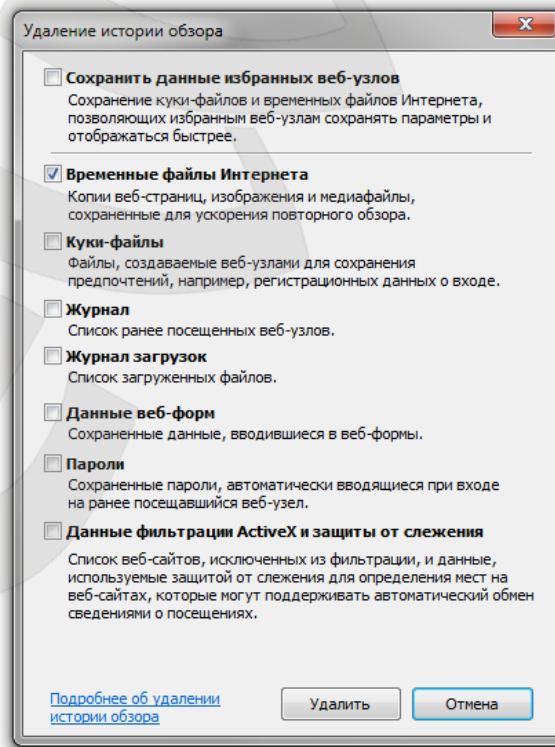 Удаление истории обзора
Сохранить данные избранных веб-узлов
Сохранение куки-файлов и временных файлов Интернета,
позволяющих избранным веб-узлам сохранять параметры и
отображаться быстрее.
Временные файлы Интернета
Копии веб-страниц, изображения и медиафайлы,
сохраненные для ускорения повторного обзора.
Куки-файлы
Файлы, создаваемые веб-узлами для сохранения
предпочтений, например, регистрационных данных о входе.
Журнал
Список ранее посещенных веб-узлов.
Журнал загрузок
Список загруженных файлов.
Данные веб-форм
Сохраненные данные, вводившиеся в веб-формы.
Пароли
Сохраненные пароли, автоматически вводящиеся при входе
на ранее посещавшийся веб-узел.
Данные фильтрации ActiveX и защиты от слежения
Список веб-сайтов, исключенных из фильтрации, и данные,
используемые защитой от слежения для определения мест на
веб-сайтах, которые могут поддерживать автоматический обмен
сведениями о посещениях.
Подробнее об удалении
истории обзора
Удалить
Отмена